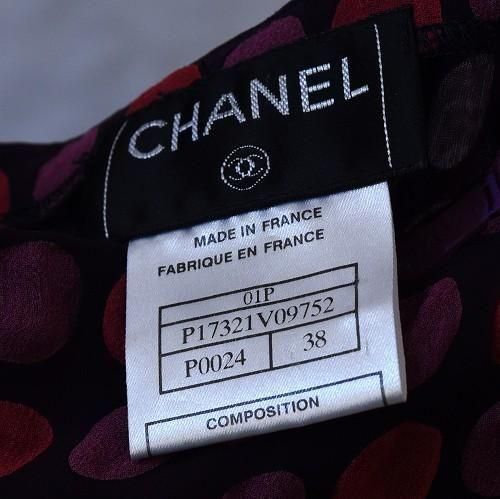 CHANEL
MADE IN FRANCE
FABRIQUE EN FRANCE
01P
P17321V09752
P0024 38
COMPOSITION